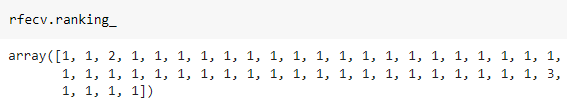 rfecv.ranking_
array([1, 1, 2, 1, 1, 1, 1, 1, 1, 1, 1, 1, 1, 1, 1, 1, 1, 1, 1, 1, 1, 1,
1, 1, 1, 1, 1, 1, 1, 1, 1, 1, 1, 1, 1, 1, 1, 1, 1, 1, 1, 1, 1, 3,
1, 1, 1, 1])